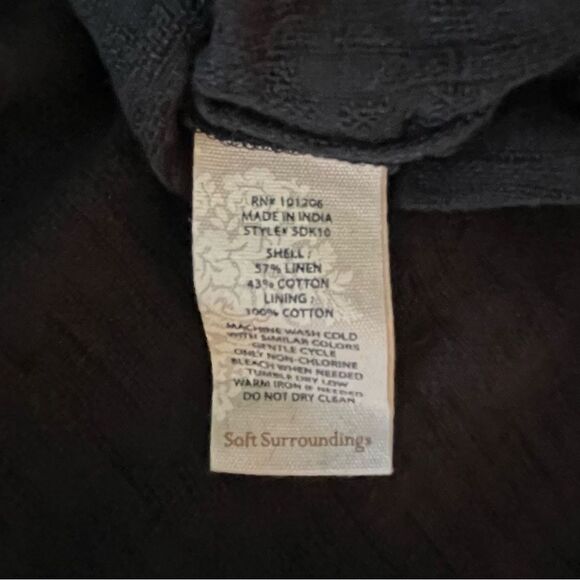 RN# 101206
MADE IN INDIA
STYLE# SDK10
SHELL:
57% LINEN
43% COTTON
LINING:
100% COTTON
MACHINE WASH COLD
WITH SIMILAR COLORS
GENTLE CYCLE
ONLY NON-CHLORINE
BLEACH WHEN NEEDED
TUMBLE DRY LOW
WARM IRON IF NEEDED
DO NOT DRY CLEAN
Soft Surroundings